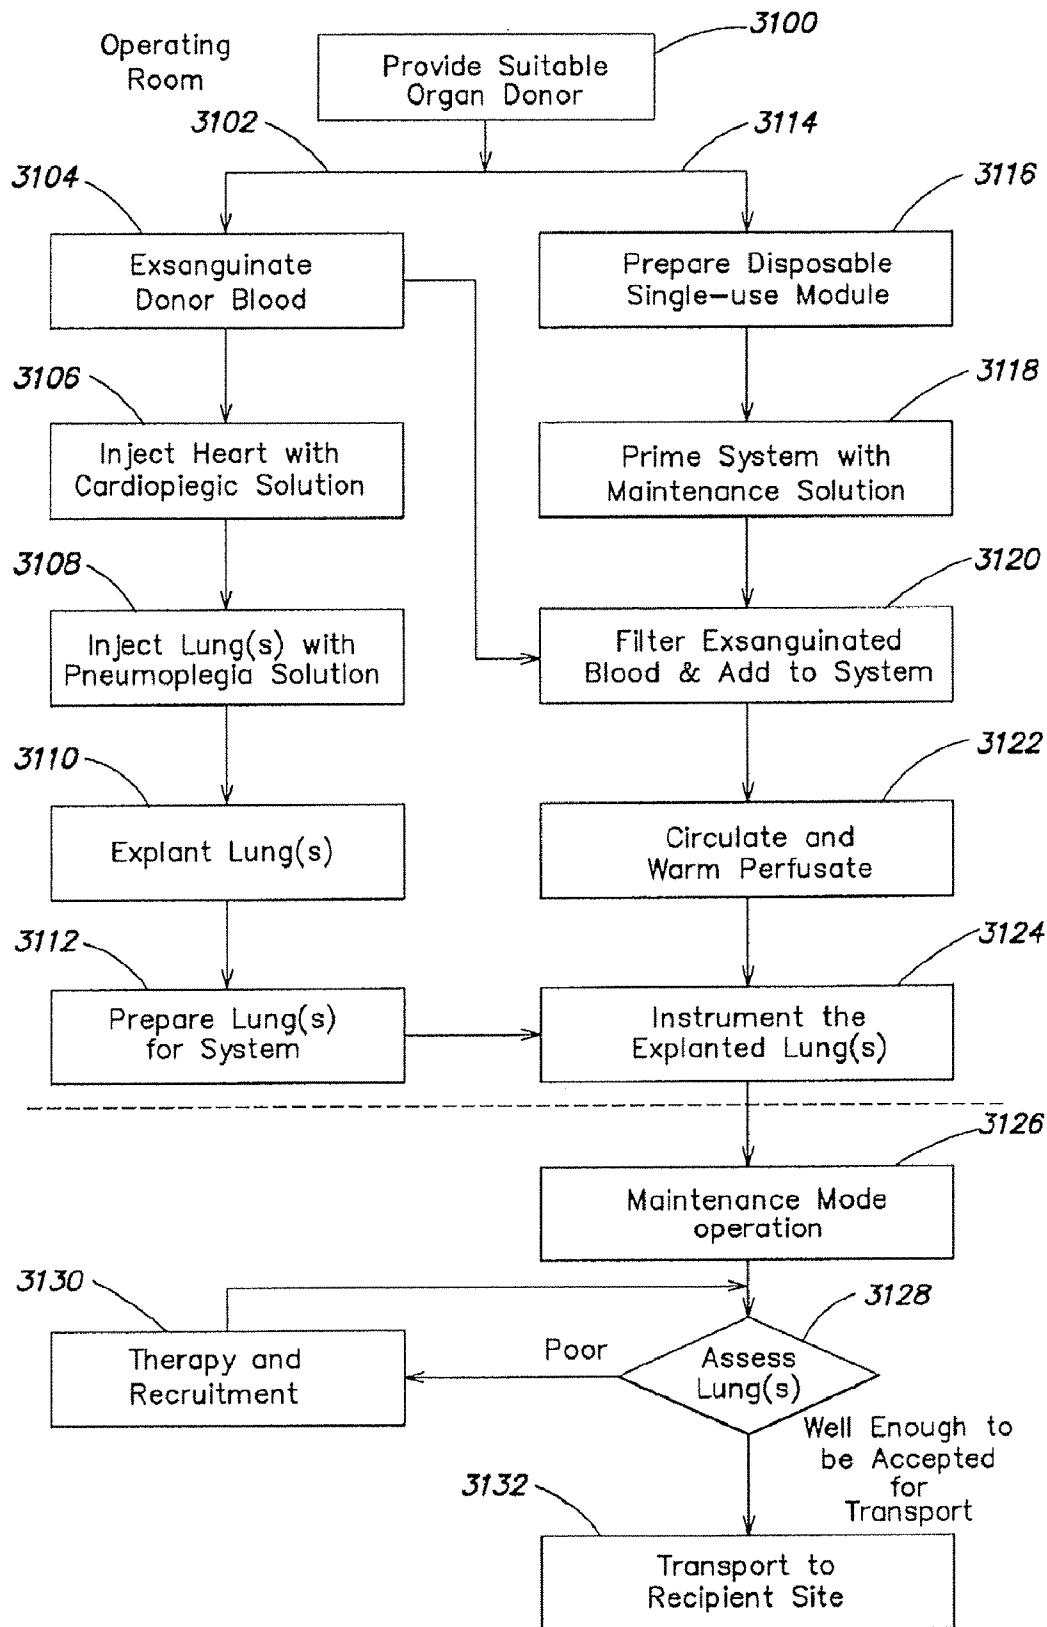 3100
Operating
Room
Provide Suitable
Organ Donor
3102
3114
3104
3116
Exsanguinate
Donor Blood
Prepare Disposable
Single-use Module
3106
3118
Inject Heart with
Cardiopiegic Solution
Prime System with
Maintenance Solution
3108
3120
Inject Lung(s) with
Pneumoplegia Solution
Filter Exsanguinated
Blood & Add to System
3110
3122
Explant Lung(s)
Circulate and
Warm Perfusate
3112
3124
Prepare Lung(s)
for System
Instrument the
Explanted Lung(s)
3126
Maintenance Mode
operation
3130
3128
Therapy and
Recruitment
Poor
Assess
Lung(s)
Well Enough to
be Accepted
for
Transport
3132
Transport to
Recipient Site